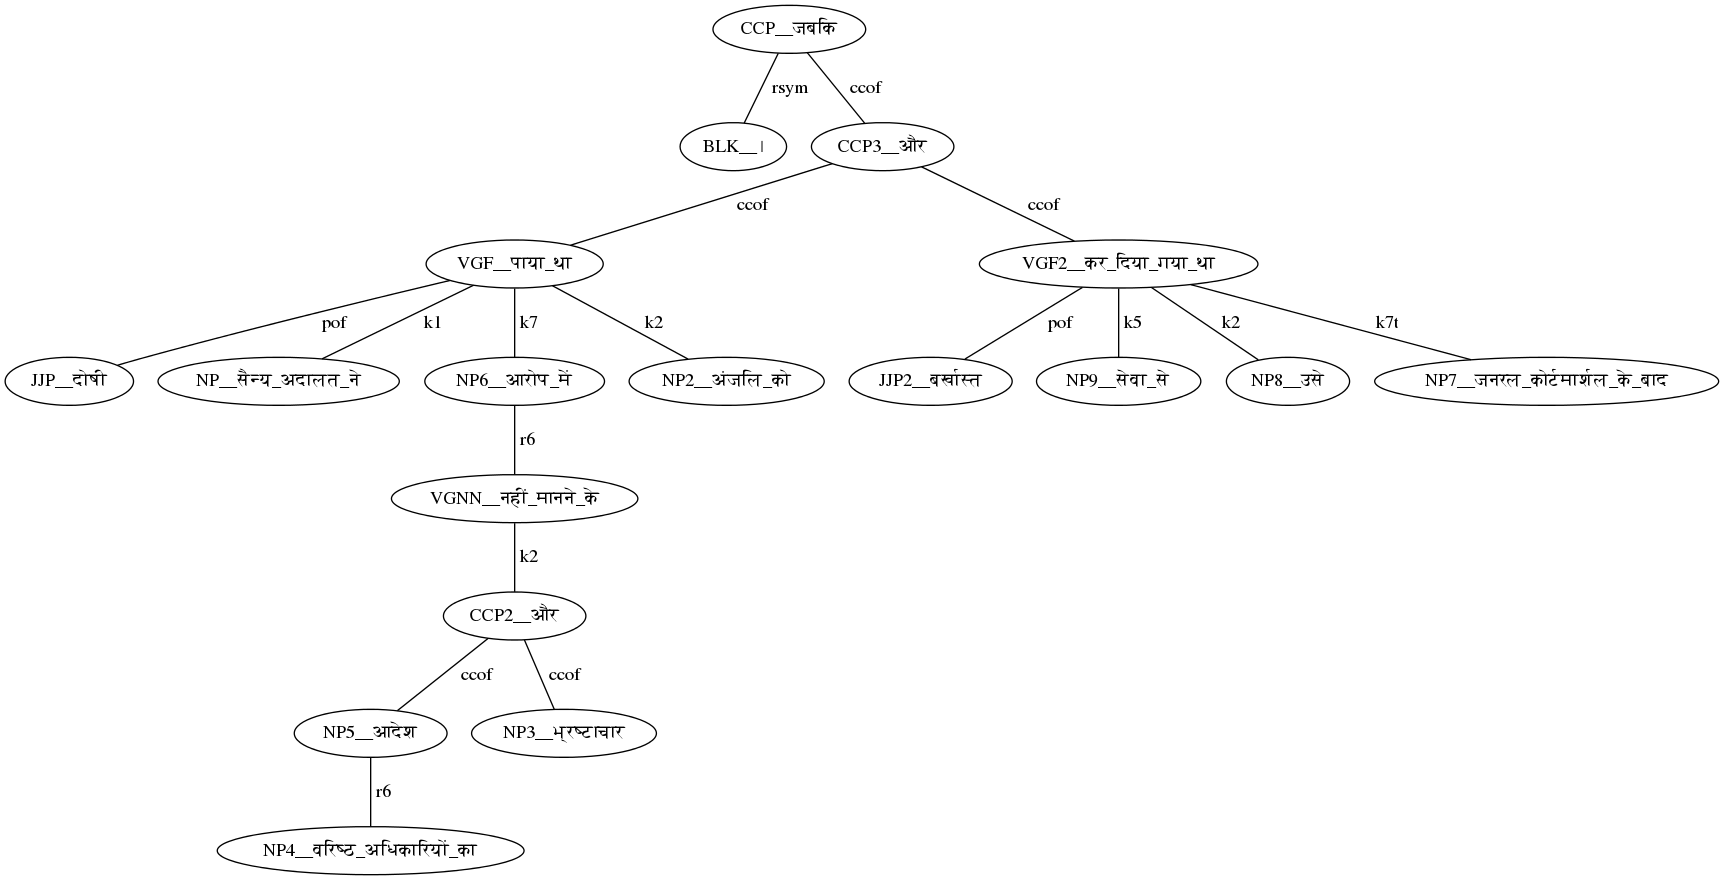 CCP__जबकि
rsym
ccof
BLK__।
CCP3__और
ccof
ccof
VGF__पाया_था
VGF2__कर_दिया_गया_था
pof
k1
k7
k2
pof
k5
k2
k7t
JJP__दोषी
NP__सैन्य_अदालत_ने
NP6__आरोप_में
NP2__अंजलि_को
JJP2__बर्खास्त
NP9__सेवा_से
NP8__उसे
NP7__जनरल_कोर्टमार्शल_के_बाद
r6
VGNN__नहीं_मानने_के
k2
CCP2__और
ccof
ccof
NP5__आदेश
NP3__भ्रष्टाचार
r6
NP4__वरिष्ठ_अधिकारियों_का